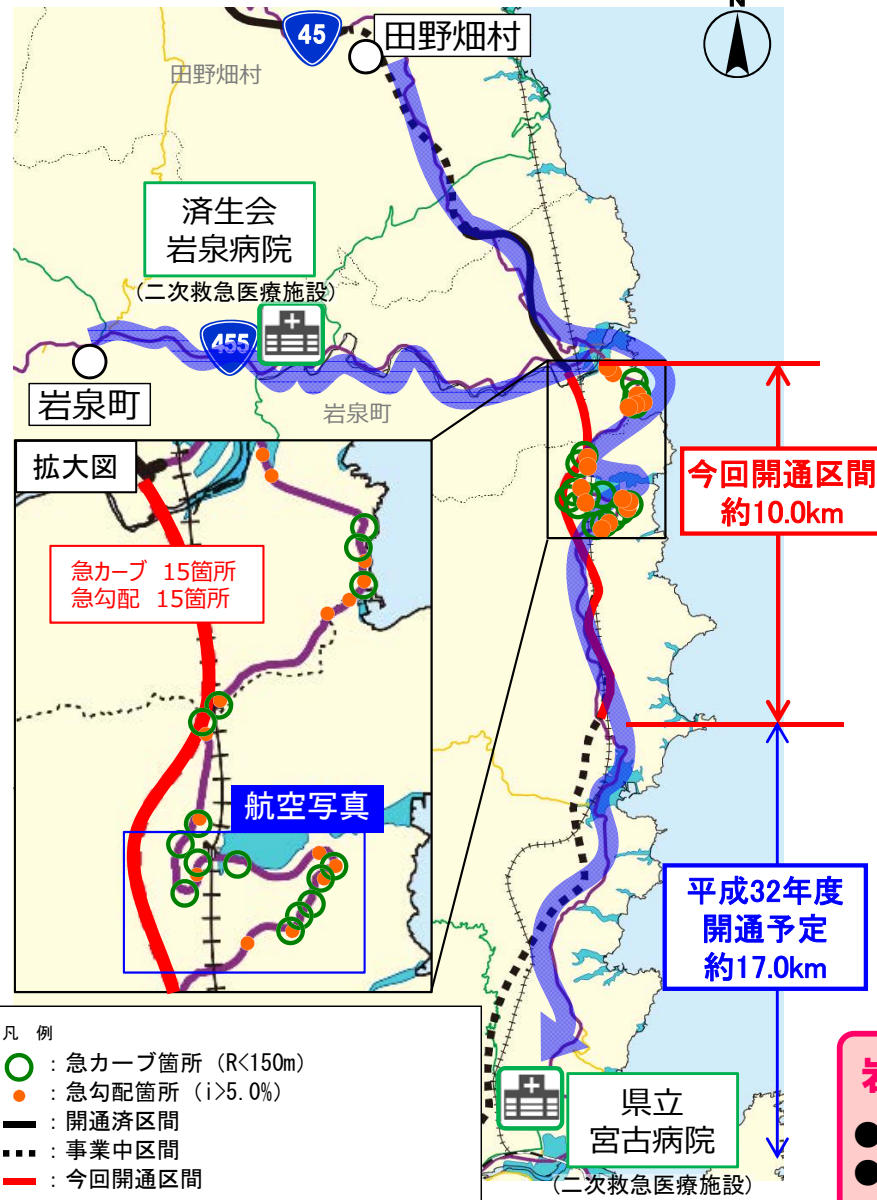 N
45
田野畑村
田野畑村
済生会
岩泉病院
(二次救急医療施設)
455
岩泉町
岩泉町
拡大図
急カーブ 15箇所
急勾配 15箇所
航空写真
今回開通区間
約10.0km
平成32年度
開通予定
約17.0km
県立
宮古病院
(二次救急医療施設)
凡 例
：急カーブ箇所（R<150m）
：急勾配箇所（i>5.0%）
：開通済区間
：事業中区間
：今回開通区間